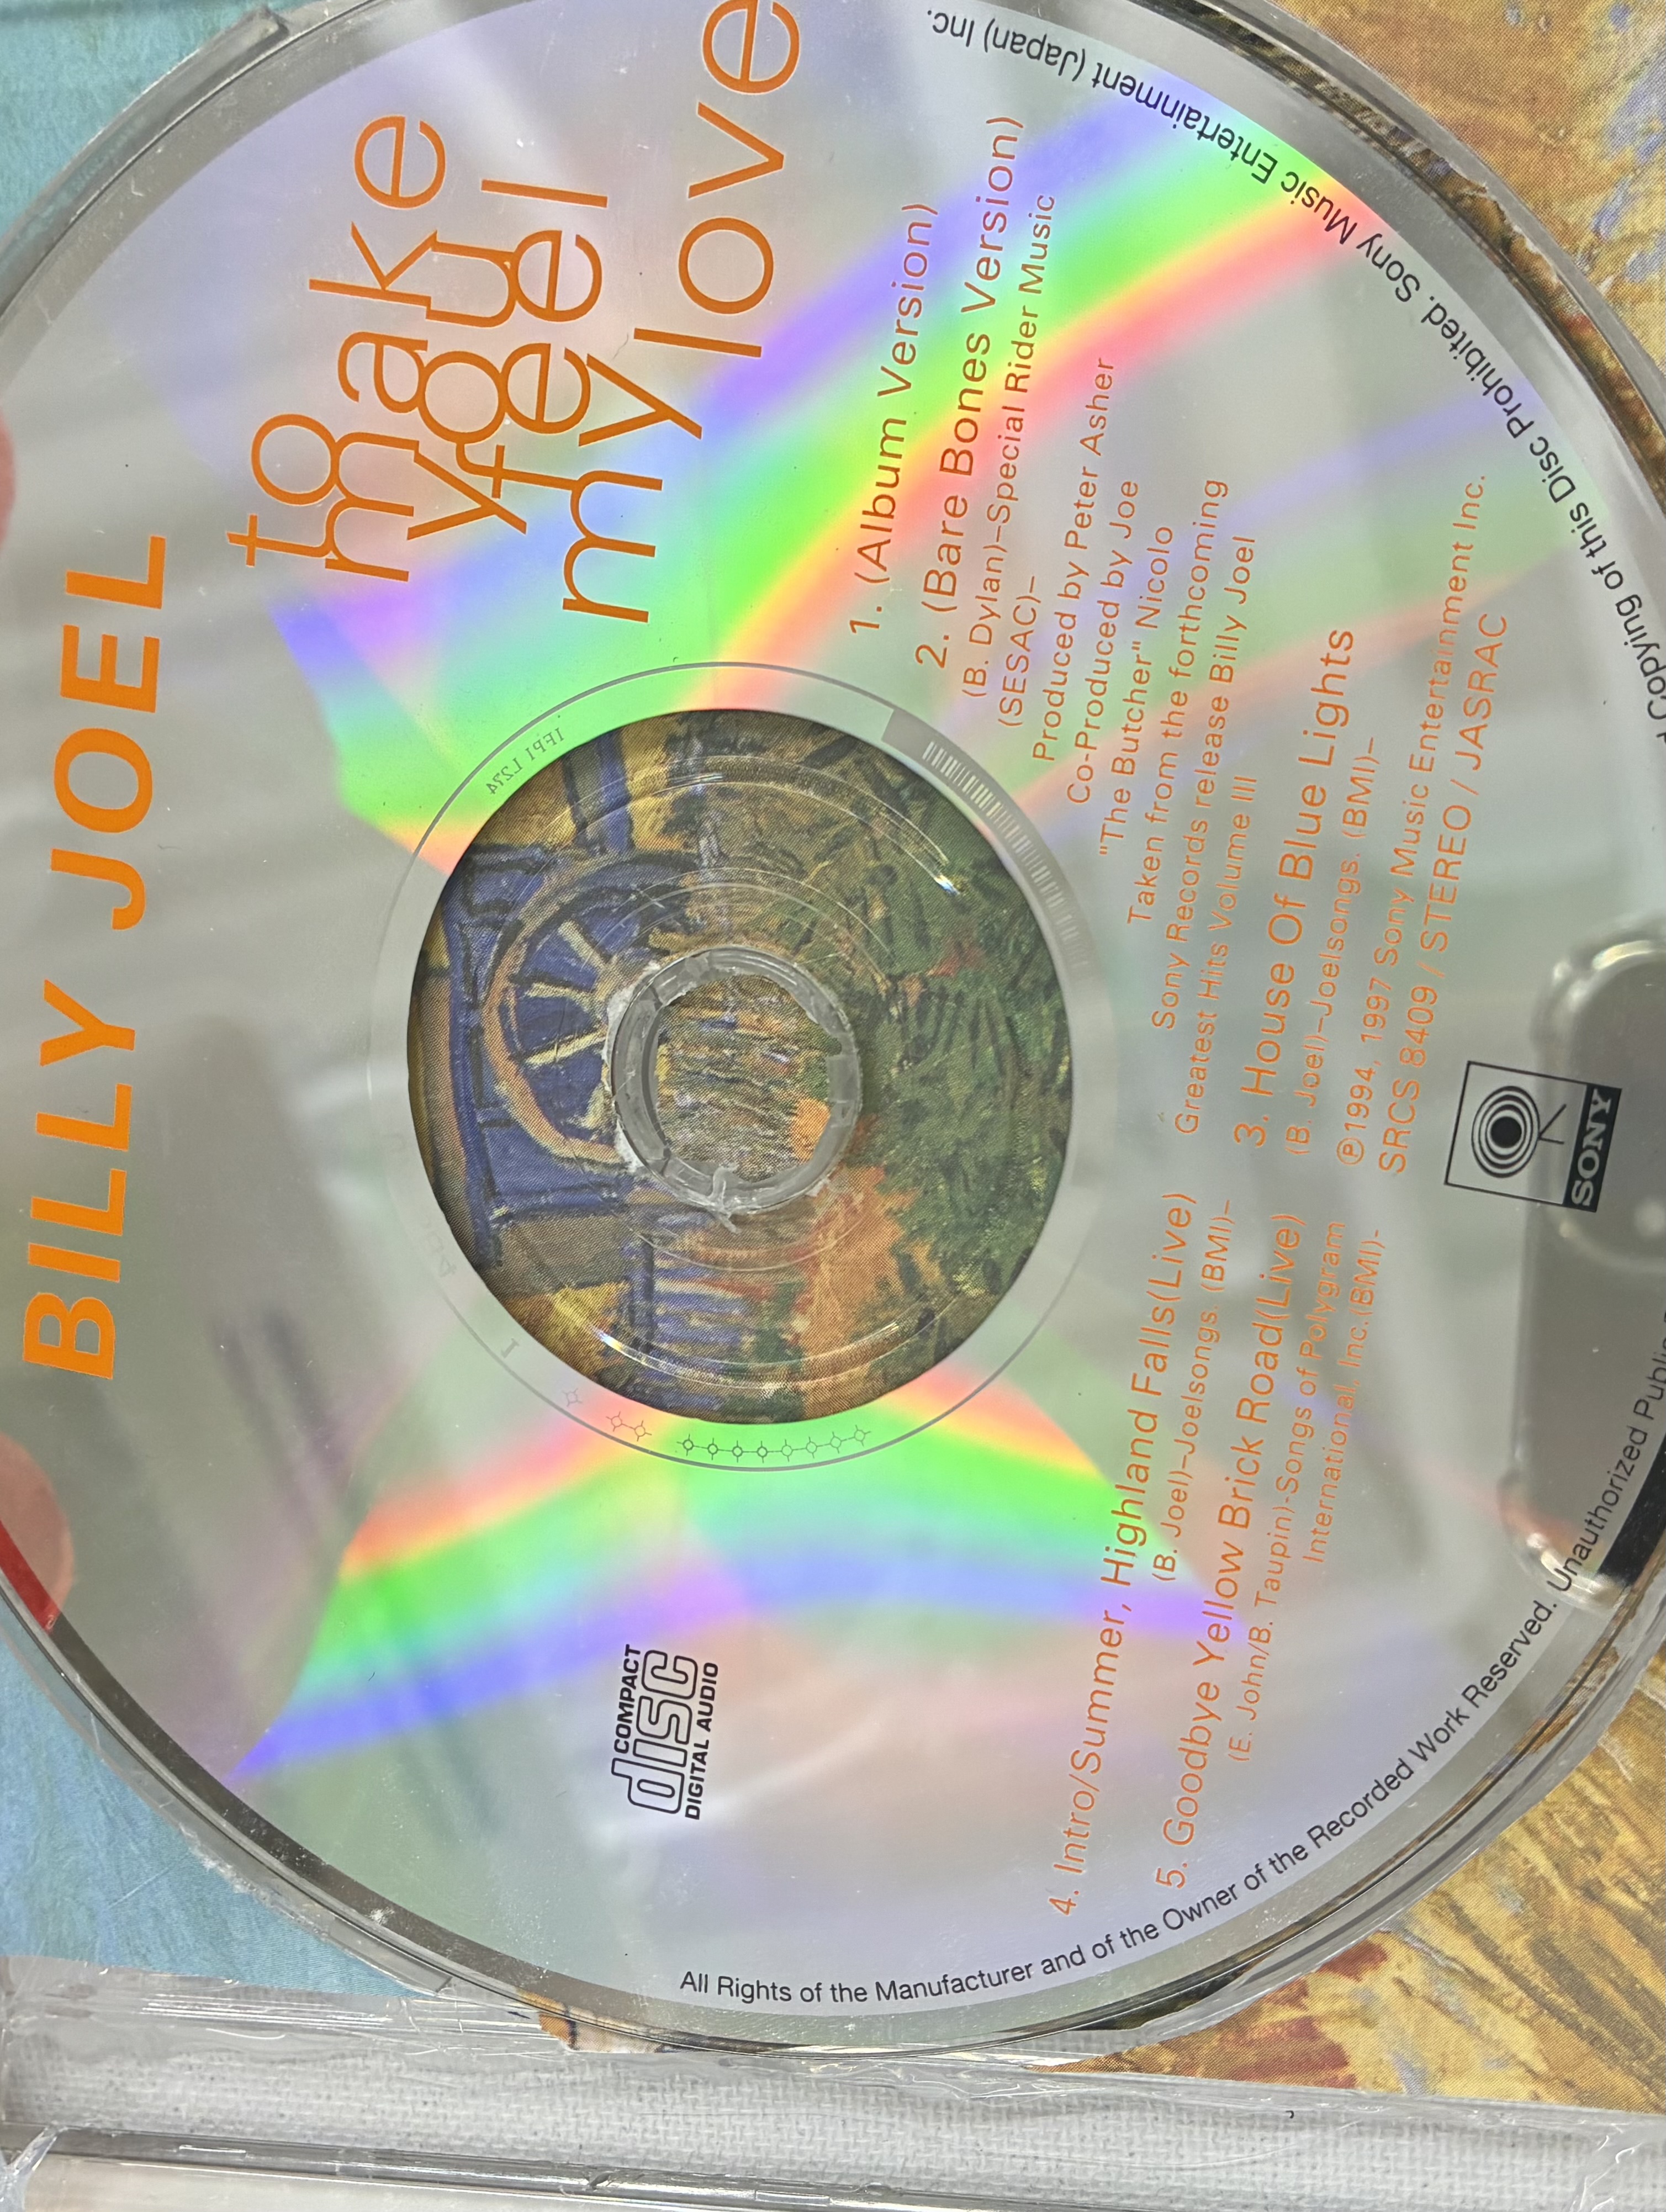 BILLY JOEL
to
make
you
feel
my love
1. (Album Version)
2. (Bare Bones Version)
(B. Dylan)–Special Rider Music
(SESAC)–
Produced by Peter Asher
Co-Produced by Joe
"The Butcher" Nicolo
Taken from the forthcoming
Sony Records release Billy Joel
Greatest Hits Volume III
3. House Of Blue Lights
(B. Joel)–Joelsongs. (BMI)–
℗1994, 1997 Sony Music Entertainment Inc.
SRCS 8409 / STEREO / JASRAC
4. Intro/Summer, Highland Falls(Live)
(B. Joel)–Joelsongs. (BMI)–
5. Goodbye Yellow Brick Road(Live)
(E. John/B. Taupin)-Songs of Polygram
International, Inc.(BMI)-
SONY
COMPACT
disc
DIGITAL AUDIO
All Rights of the Manufacturer and of the Owner of the Recorded Work Reserved. Unauthorized
Copying of this Disc Prohibited. Sony Music Entertainment (Japan) Inc.
IFPI L274